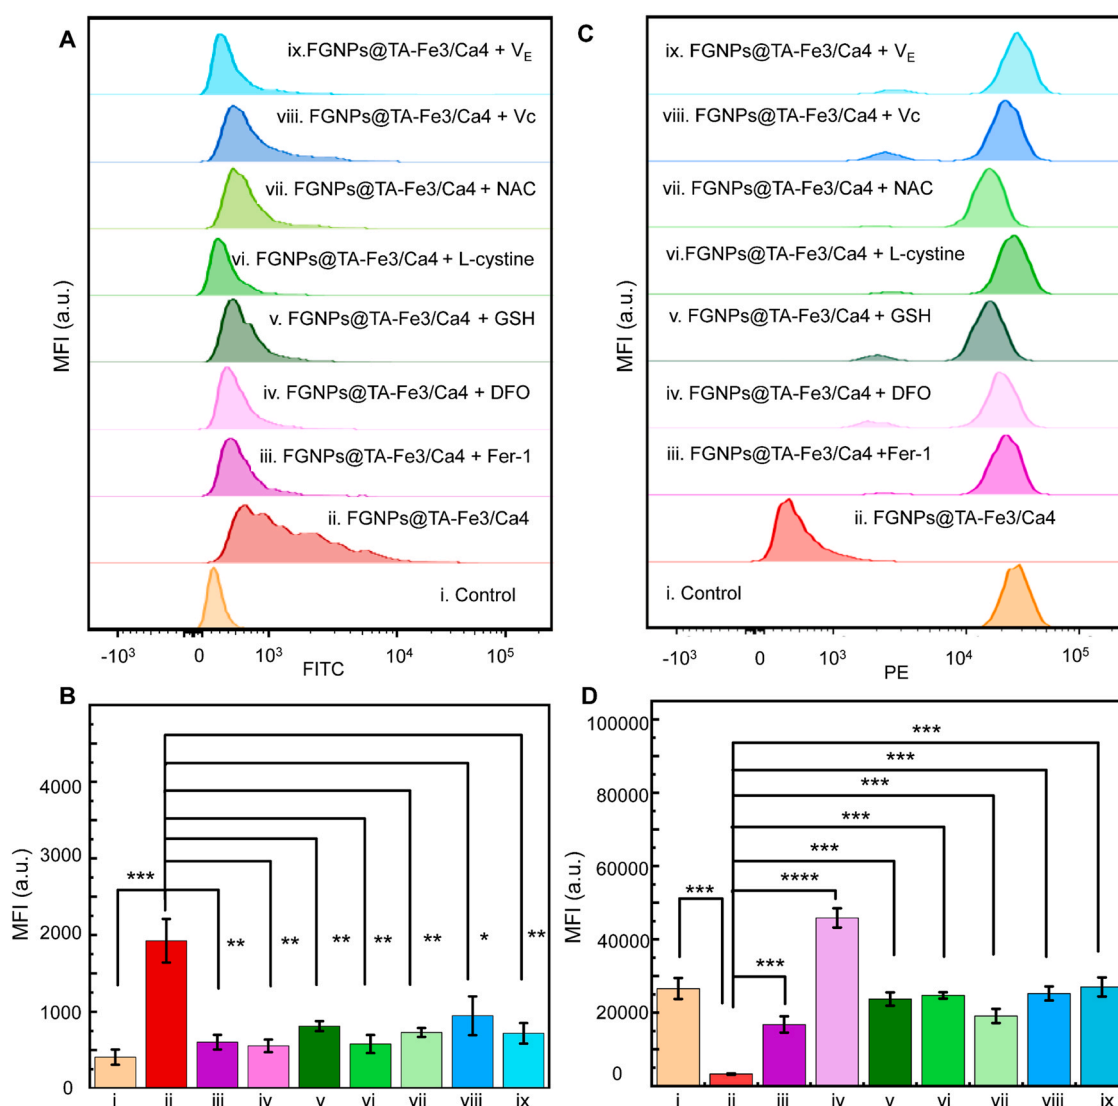 A
ix.FGNPs@TA-Fe3/Ca4 + VE
viii. FGNPs@TA-Fe3/Ca4 + Vc
vii. FGNPs@TA-Fe3/Ca4 + NAC
vi. FGNPs@TA-Fe3/Ca4 + L-cystine
v. FGNPs@TA-Fe3/Ca4 + GSH
iv. FGNPs@TA-Fe3/Ca4 + DFO
iii. FGNPs@TA-Fe3/Ca4 + Fer-1
ii. FGNPs@TA-Fe3/Ca4
i. Control
MFI (a.u.)
-10³ 0 10³ 10⁴ 10⁵
FITC
C
ix. FGNPs@TA-Fe3/Ca4 + VE
viii. FGNPs@TA-Fe3/Ca4 + Vc
vii. FGNPs@TA-Fe3/Ca4 + NAC
vi.FGNPs@TA-Fe3/Ca4 + L-cystine
v. FGNPs@TA-Fe3/Ca4 + GSH
iv. FGNPs@TA-Fe3/Ca4 + DFO
iii. FGNPs@TA-Fe3/Ca4 +Fer-1
ii. FGNPs@TA-Fe3/Ca4
i. Control
MFI (a.u.)
-10³ 0 10³ 10⁴ 10⁵
PE
B
4000
3000
2000
1000
0
MFI (a.u.)
***
** ** ** ** ** * **
i ii iii iv v vi vii viii ix
D
100000
80000
60000
40000
20000
0
MFI (a.u.)
***
***
***
***
***
****
***
***
i ii iii iv v vi vii viii ix